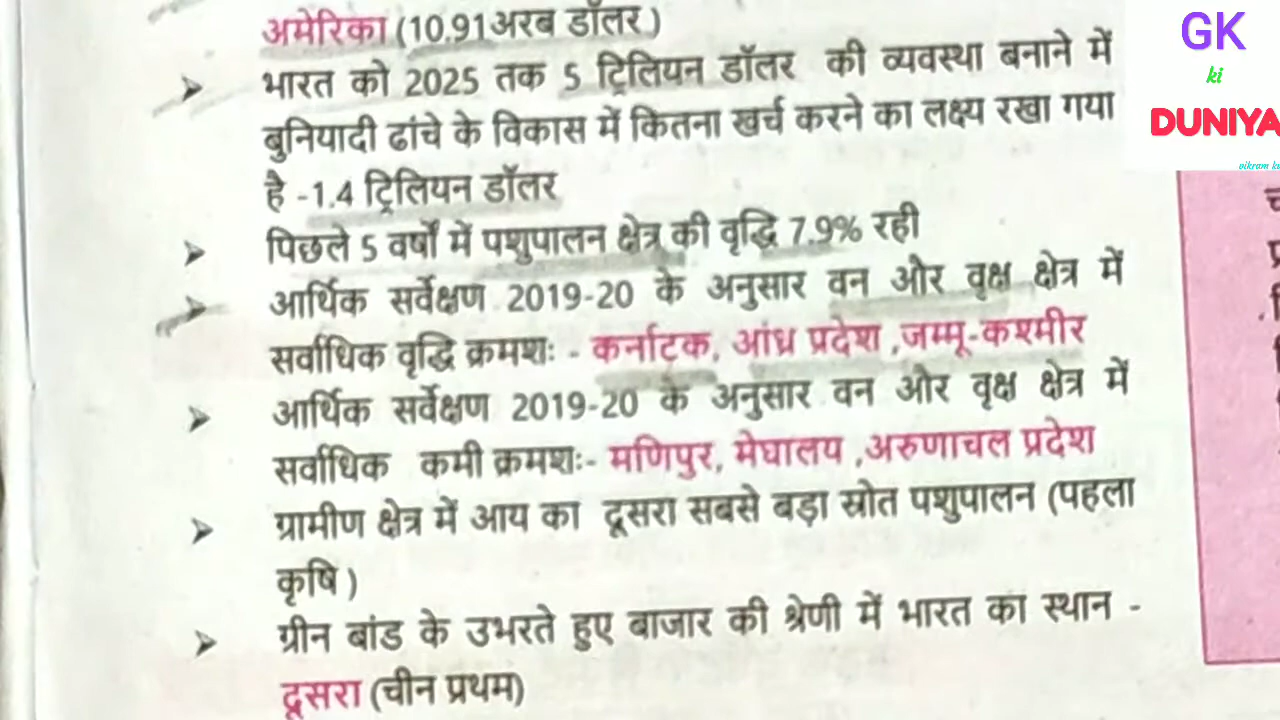 अमेरिका (10.91अरब डॉलर)
➤ भारत को 2025 तक 5 ट्रिलियन डॉलर की व्यवस्था बनाने में
बुनियादी ढांचे के विकास में कितना खर्च करने का लक्ष्य रखा गया
है -1.4 ट्रिलियन डॉलर
➤ पिछले 5 वर्षों में पशुपालन क्षेत्र की वृद्धि 7.9% रही
➤ आर्थिक सर्वेक्षण 2019-20 के अनुसार वन ओर वृक्ष क्षेत्र में
सर्वाधिक वृद्धि क्रमशः - कर्नाटक, आंध्र प्रदेश ,जम्मू-कश्मीर
➤ आर्थिक सर्वेक्षण 2019-20 के अनुसार वन ओर वृक्ष क्षेत्र में
सर्वाधिक कमी क्रमशः- मणिपुर, मेघालय ,अरुणाचल प्रदेश
➤ ग्रामीण क्षेत्र में आय का दूसरा सबसे बड़ा स्रोत पशुपालन (पहला
कृषि)
➤ ग्रीन बांड के उभरते हुए बाजार की श्रेणी में भारत का स्थान -
दूसरा (चीन प्रथम)
GK
ki
DUNIYA